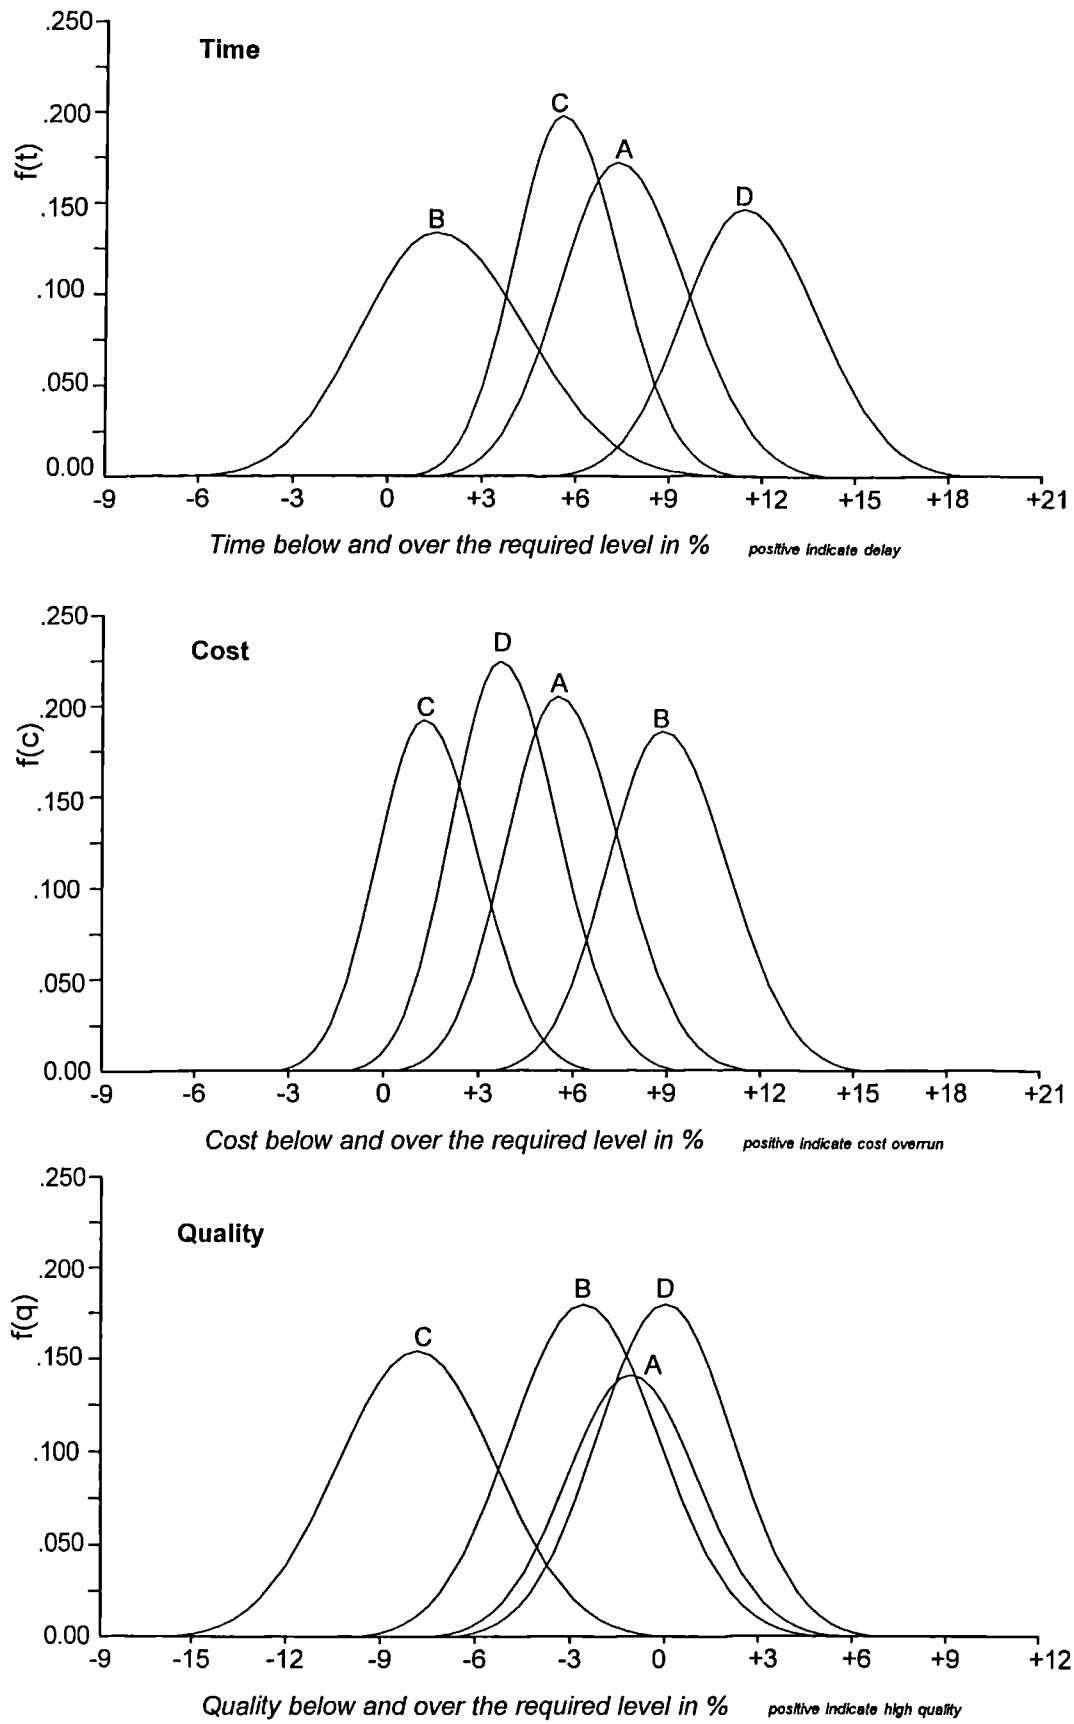 .250
Time
C
.200
A
f(t)
D
.150
B
.100
.050
0.00
-9 -6 -3 0 +3 +6 +9 +12 +15 +18 +21
Time below and over the required level in % positive indicate delay
.250
D
Cost
A
C
B
.200
f(c)
.150
.100
.050
0.00
-9 -6 -3 0 +3 +6 +9 +12 +15 +18 +21
Cost below and over the required level in % positive indicate cost overrun
.250
Quality
.200
B D
f(q)
C
.150
A
.100
.050
0.00
-9 -15 -12 -9 -6 -3 0 +3 +6 +9 +12
Quality below and over the required level in % positive indicate high quality